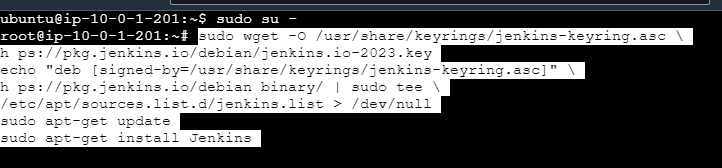 ubuntu@ip-10-0-1-201:~$ sudo su -
root@ip-10-0-1-201:~# sudo wget -O /usr/share/keyrings/jenkins-keyring.asc \
h ps://pkg.jenkins.io/debian/jenkins.io-2023.key
echo "deb [signed-by=/usr/share/keyrings/jenkins-keyring.asc]" \
h ps://pkg.jenkins.io/debian binary/ | sudo tee \
/etc/apt/sources.list.d/jenkins.list > /dev/null
sudo apt-get update
sudo apt-get install Jenkins